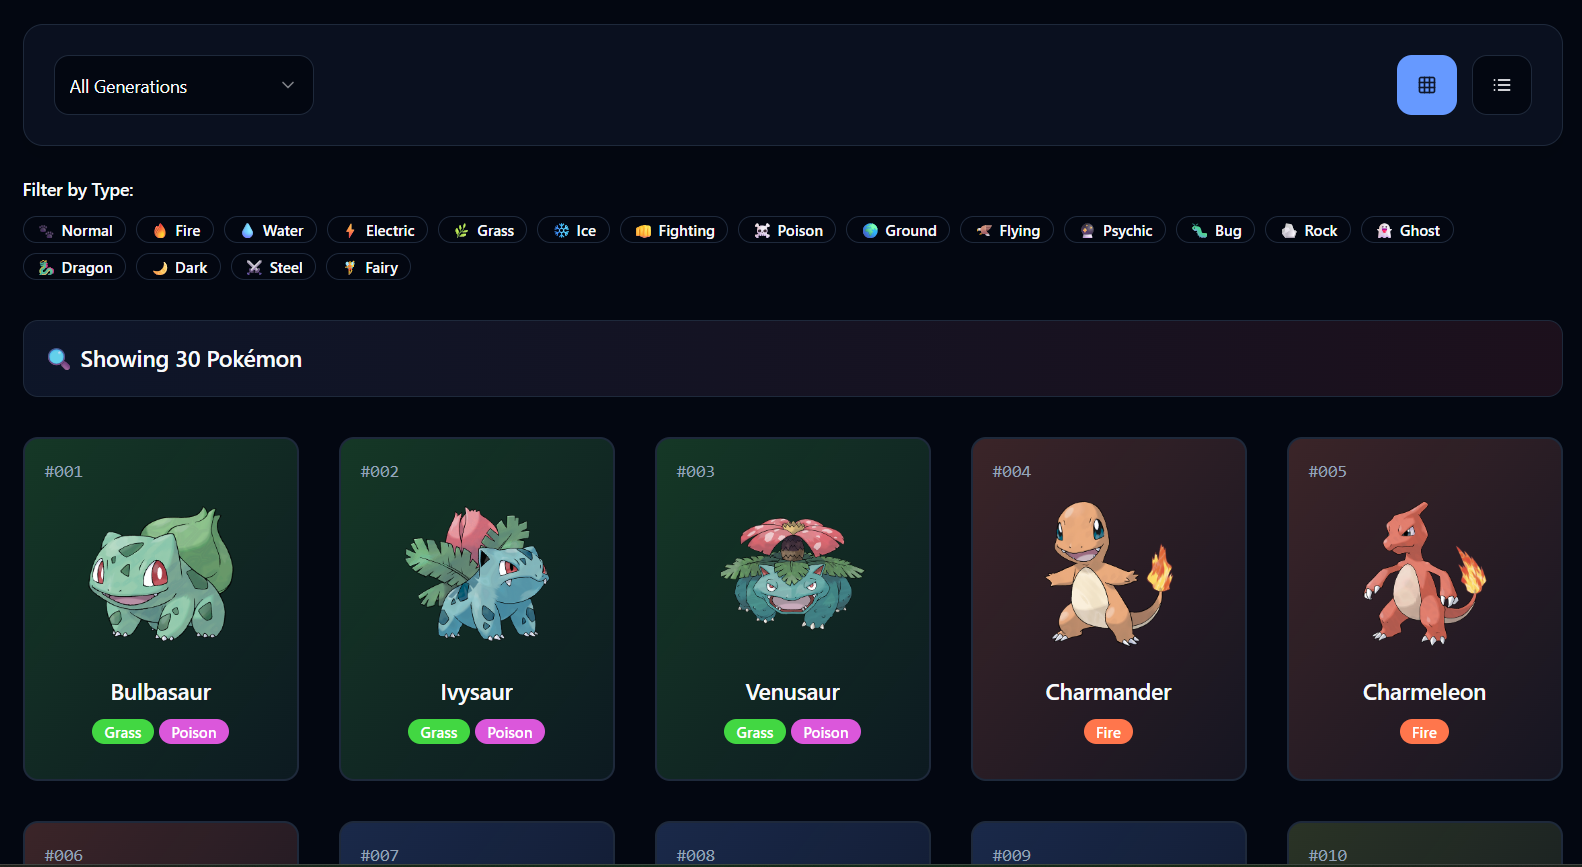 All Generations
Filter by Type:
Normal Fire Water Electric Grass Ice Fighting Poison Ground Flying Psychic Bug Rock Ghost
Dragon Dark Steel Fairy
Showing 30 Pokémon
#001 #002 #003 #004 #005
Bulbasaur Ivysaur Venusaur Charmander Charmeleon
Grass Poison Grass Poison Grass Poison Fire Fire
#006 #007 #008 #009 #010